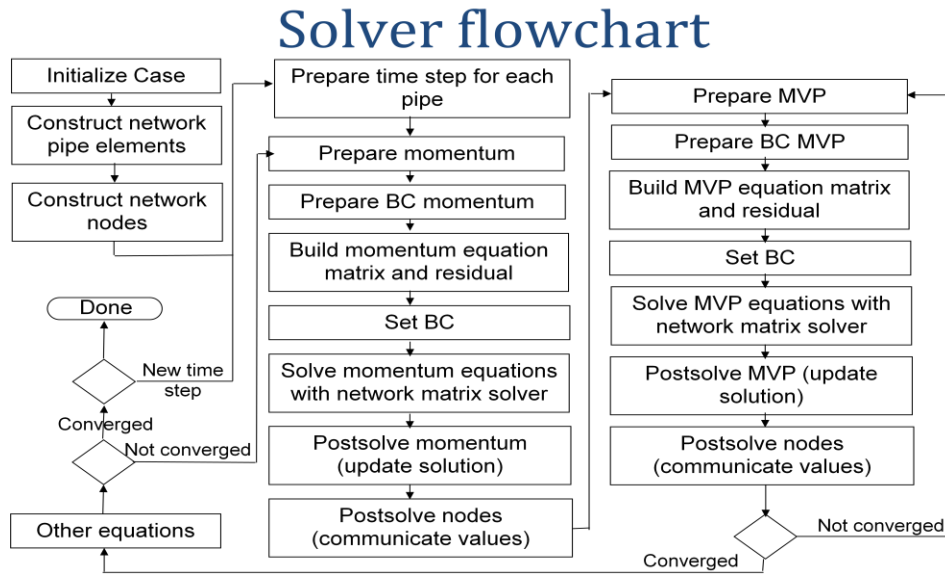 Solver flowchart
Initialize Case
Construct network
pipe elements
Construct network
nodes
Done
New time
step
Converged
Not converged
Other equations
Prepare time step for each
pipe
Prepare momentum
Prepare BC momentum
Build momentum equation
matrix and residual
Set BC
Solve momentum equations
with network matrix solver
Postsolve momentum
(update solution)
Postsolve nodes
(communicate values)
Prepare MVP
Prepare BC MVP
Build MVP equation matrix
and residual
Set BC
Solve MVP equations with
network matrix solver
Postsolve MVP (update
solution)
Postsolve nodes
(communicate values)
Not converged
Converged